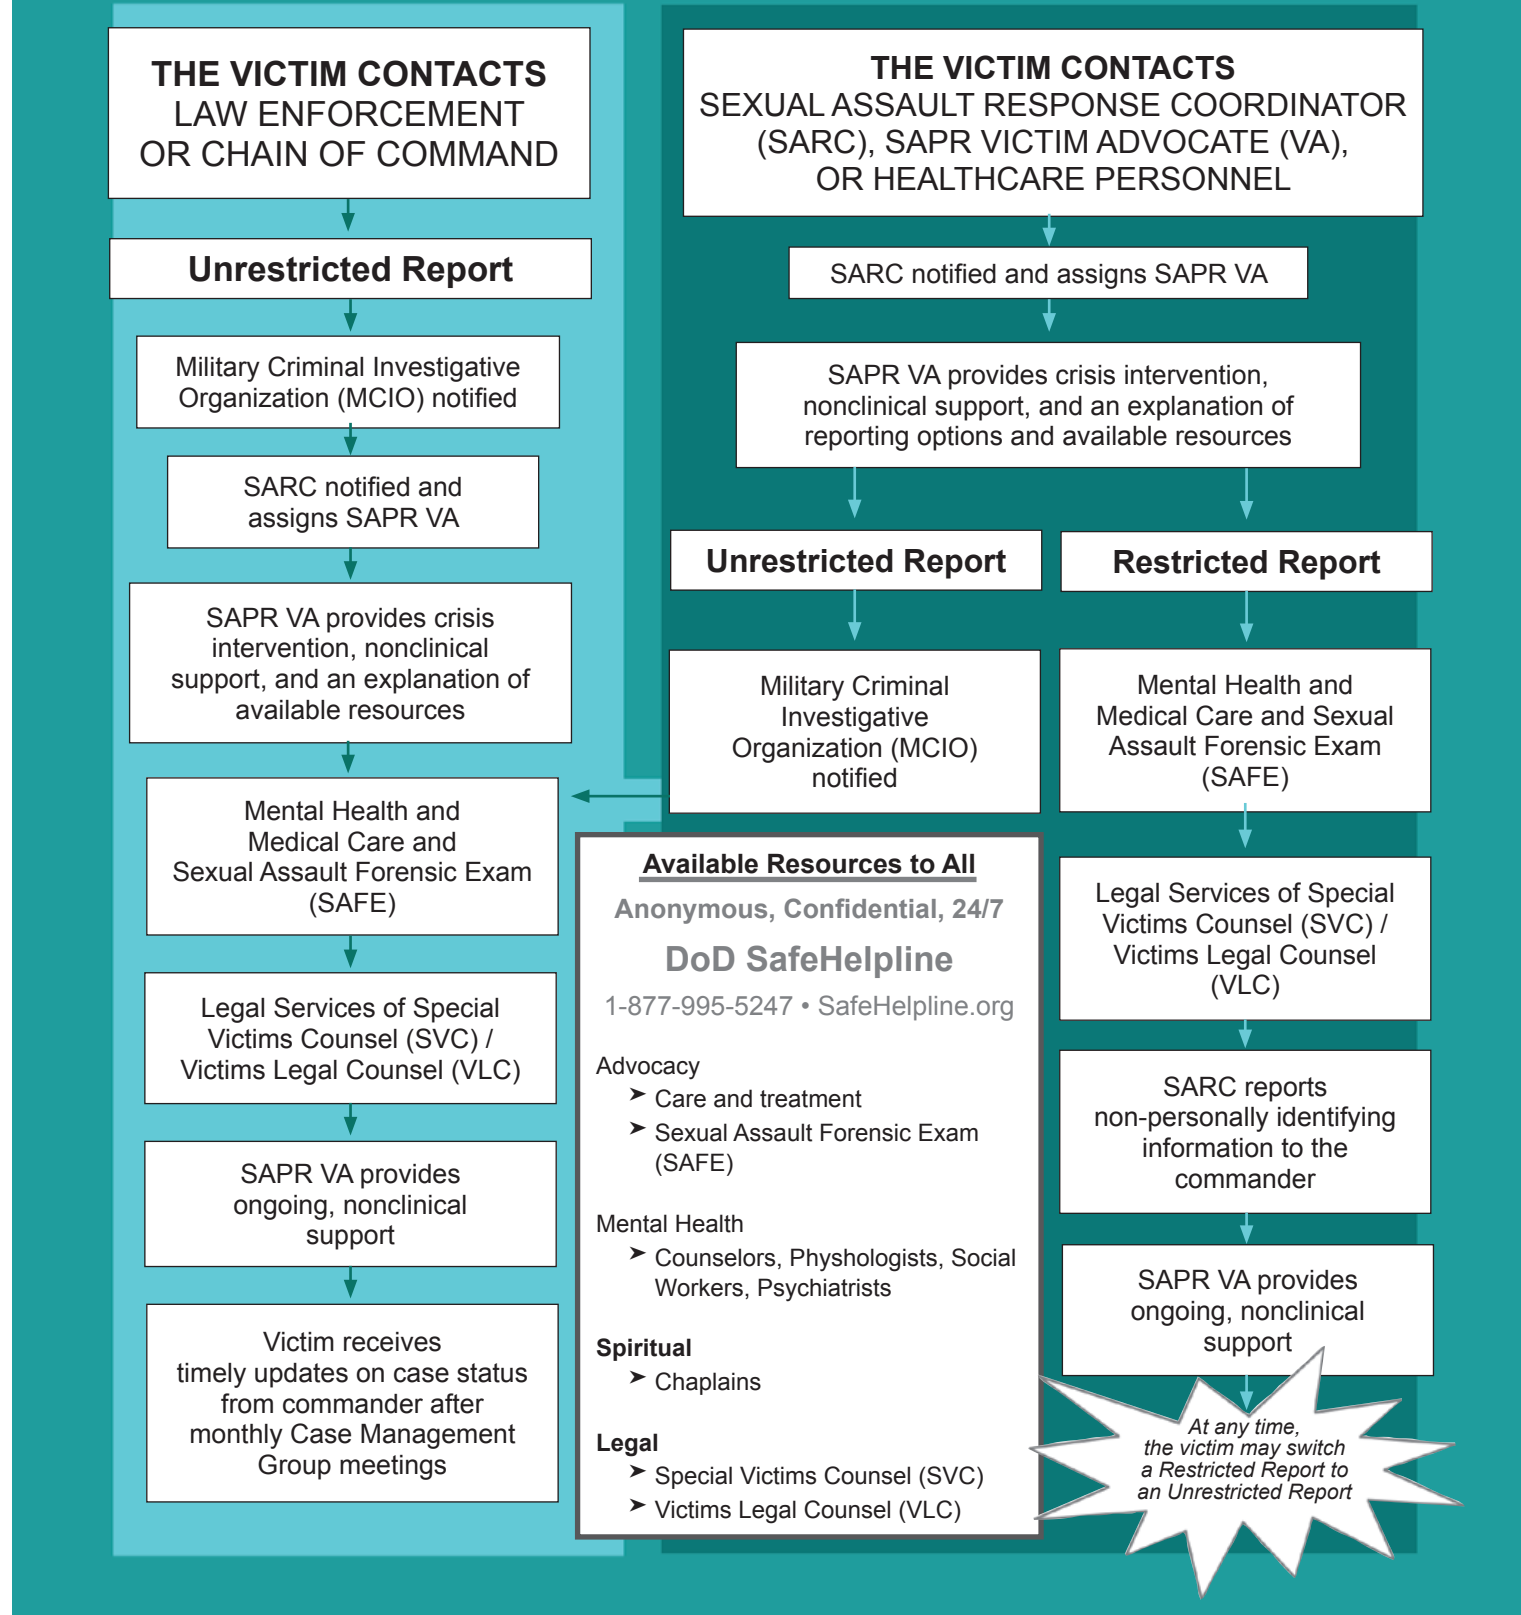 THE VICTIM CONTACTS
LAW ENFORCEMENT
OR CHAIN OF COMMAND
Unrestricted Report
Military Criminal Investigative
Organization (MCIO) notified
SARC notified and
assigns SAPR VA
SAPR VA provides crisis
intervention, nonclinical
support, and an explanation of
available resources
Mental Health and
Medical Care and
Sexual Assault Forensic Exam
(SAFE)
Legal Services of Special
Victims Counsel (SVC) /
Victims Legal Counsel (VLC)
SAPR VA provides
ongoing, nonclinical
support
Victim receives
timely updates on case status
from commander after
monthly Case Management
Group meetings
THE VICTIM CONTACTS
SEXUAL ASSAULT RESPONSE COORDINATOR
(SARC), SAPR VICTIM ADVOCATE (VA),
OR HEALTHCARE PERSONNEL
SARC notified and assigns SAPR VA
SAPR VA provides crisis intervention,
nonclinical support, and an explanation of
reporting options and available resources
Unrestricted Report
Military Criminal
Investigative
Organization (MCIO)
notified
Restricted Report
Mental Health and
Medical Care and Sexual
Assault Forensic Exam
(SAFE)
Legal Services of Special
Victims Counsel (SVC) /
Victims Legal Counsel
(VLC)
SARC reports
non-personally identifying
information to the
commander
SAPR VA provides
ongoing, nonclinical
support
At any time,
the victim may switch
a Restricted Report to
an Unrestricted Report
Available Resources to All
Anonymous, Confidential, 24/7
DoD SafeHelpline
1-877-995-5247 • SafeHelpline.org
Advocacy
➤ Care and treatment
➤ Sexual Assault Forensic Exam
(SAFE)
Mental Health
➤ Counselors, Physhologists, Social
Workers, Psychiatrists
Spiritual
➤ Chaplains
Legal
➤ Special Victims Counsel (SVC)
➤ Victims Legal Counsel (VLC)